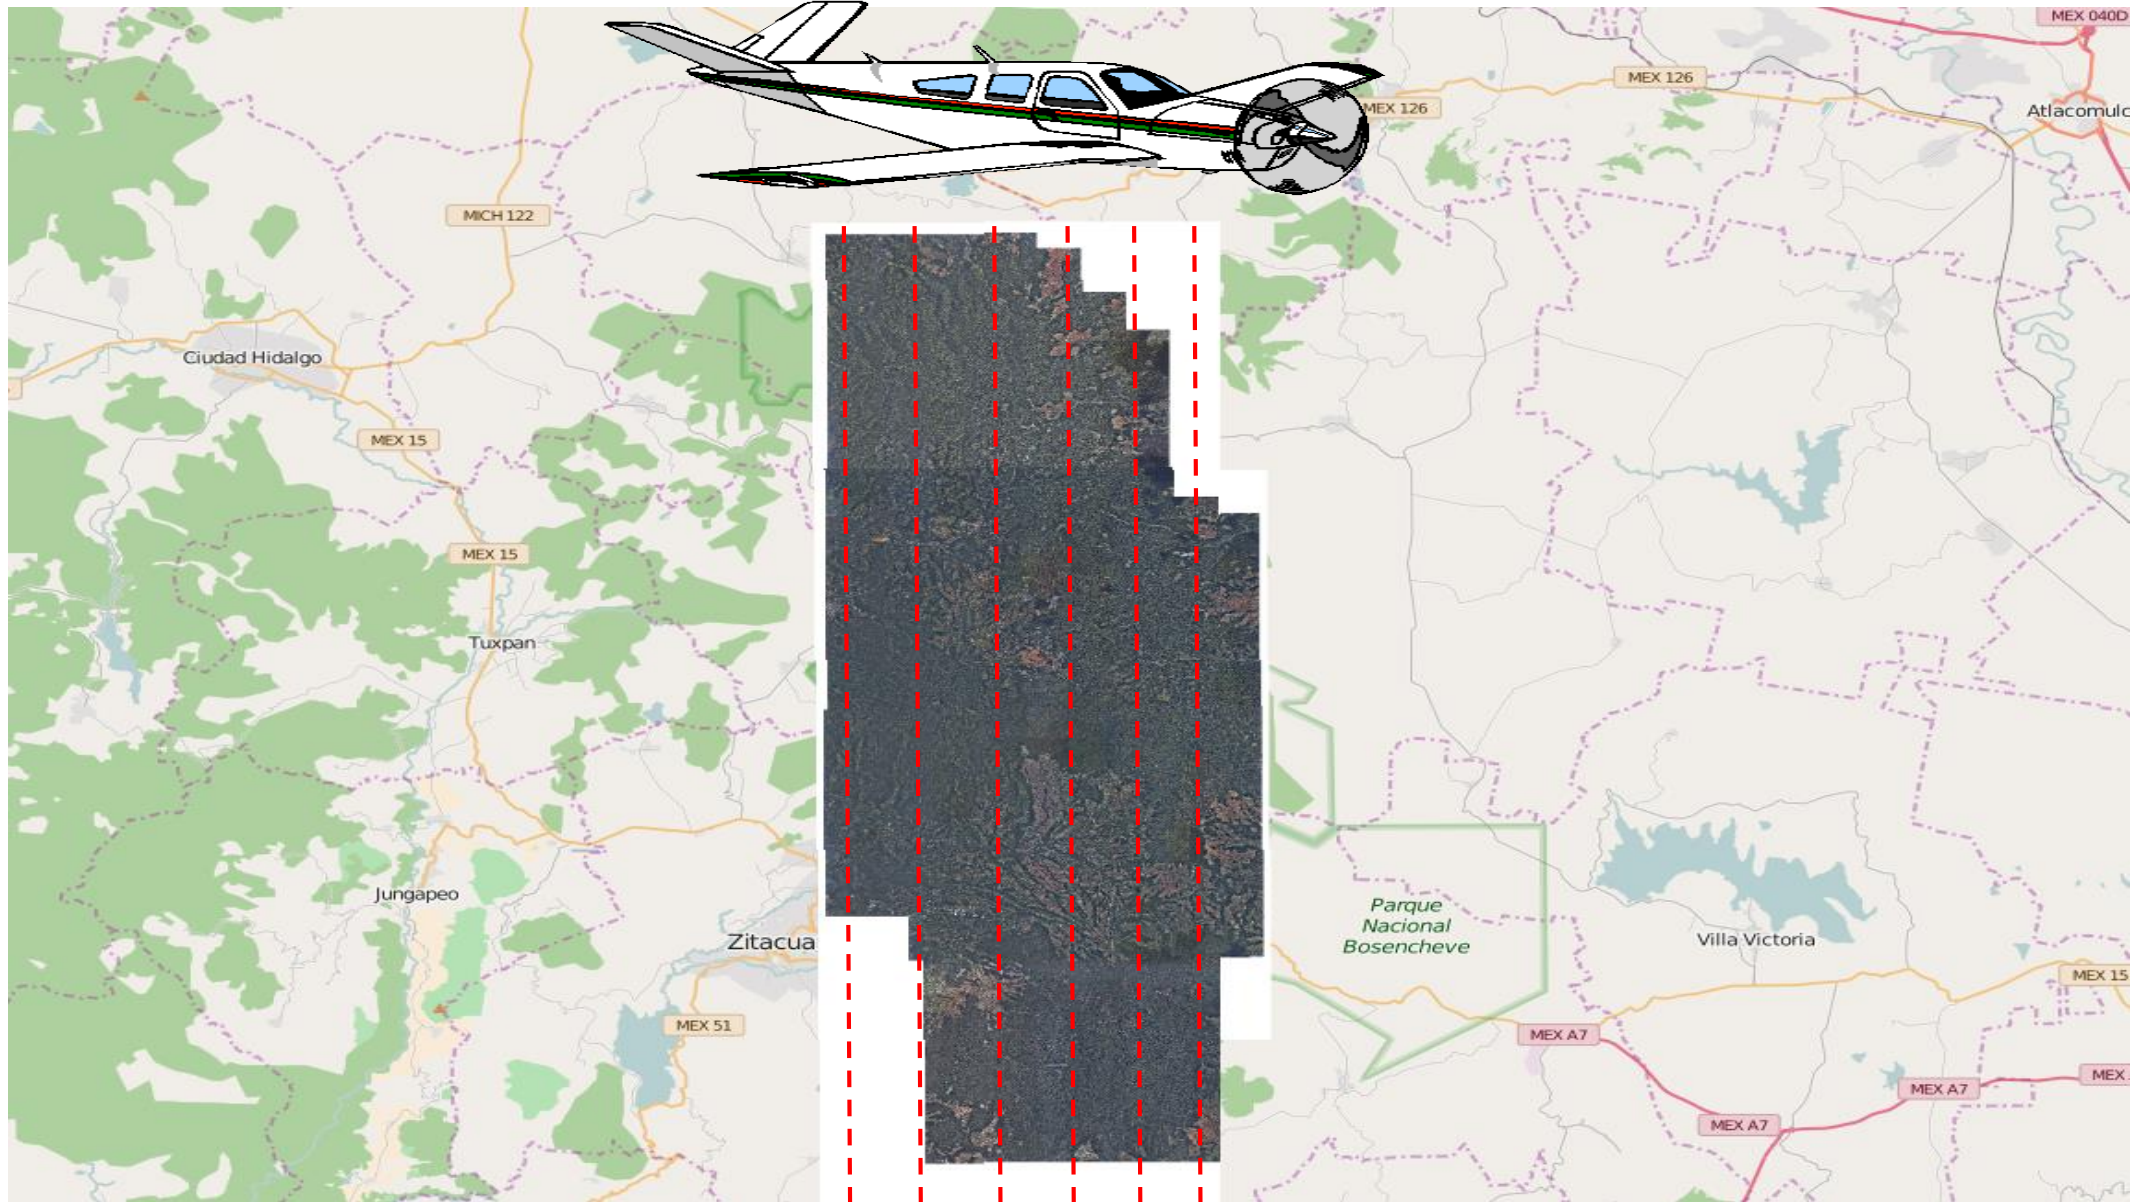 MEX 040D
MEX 126
MEX 126
Atlacomulc
MICH 122
Ciudad Hidalgo
MEX 15
MEX 15
Tuxpan
Jungapeo
Parque
Nacional
Bosencheve
Zitacua
Villa Victoria
MEX 15
MEX 51
MEX A7
MEX
MEX A7
MEX A7